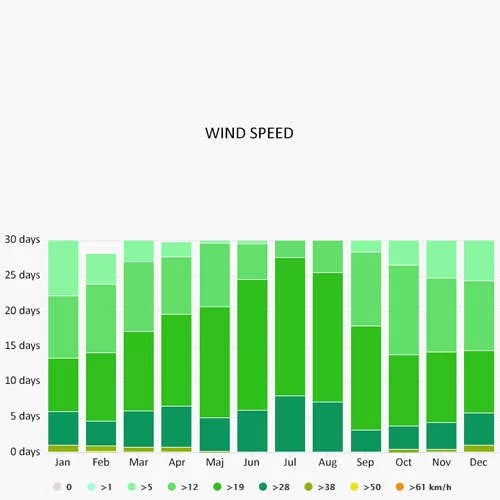 WIND SPEED
30 days
25 days
20 days
15 days
10 days
5 days
0 days
Jan Feb Mar Apr Maj Jun Jul Aug Sep Oct Nov Dec
0 >1 >5 >12 >19 >28 >38 >50 >61 km/h